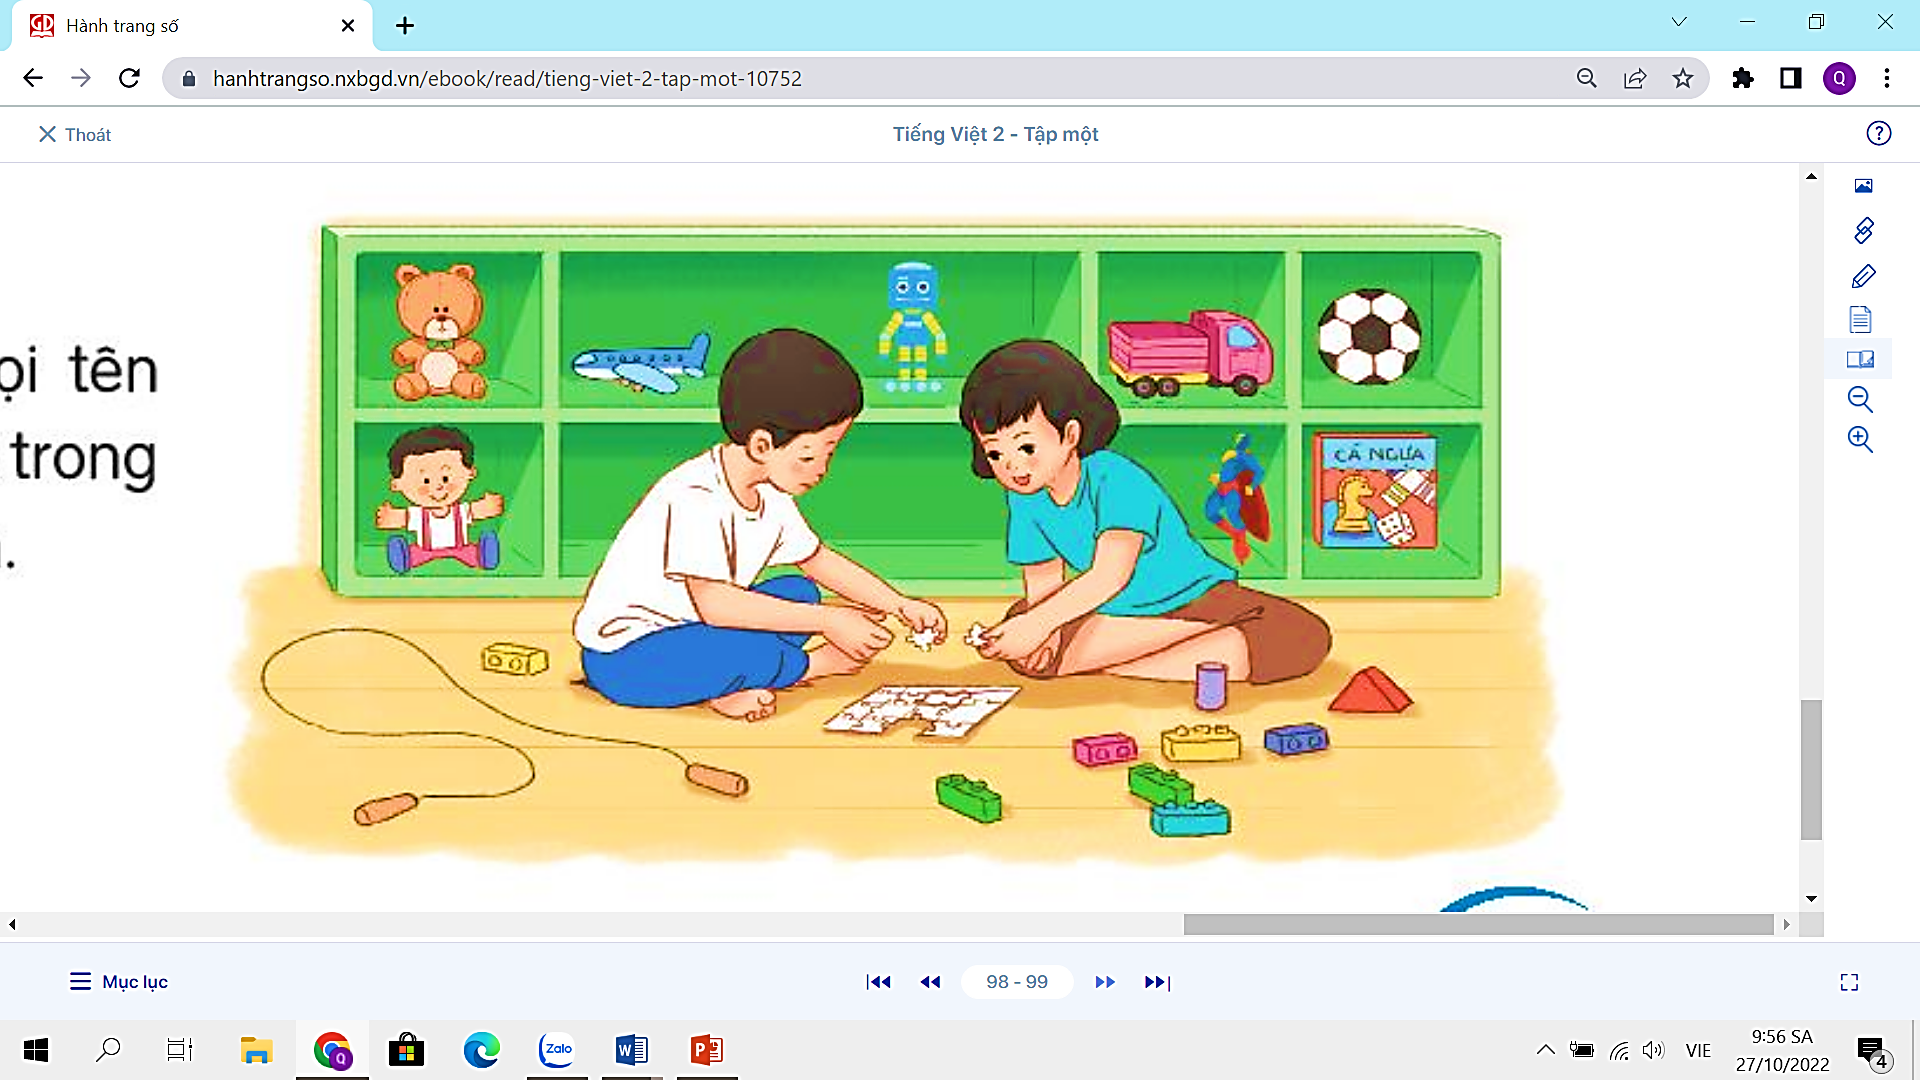 Hành trang số
hanhtrangso.nxbgd.vn/ebook/read/tieng-viet-2-tap-mot-10752
Q
Thoát
Tiếng Việt 2 - Tập một
ọi tên
trong
CÁ NGỰA
Mục lục
98 - 99
Zalo
VIE
9:56 SA
27/10/2022
4